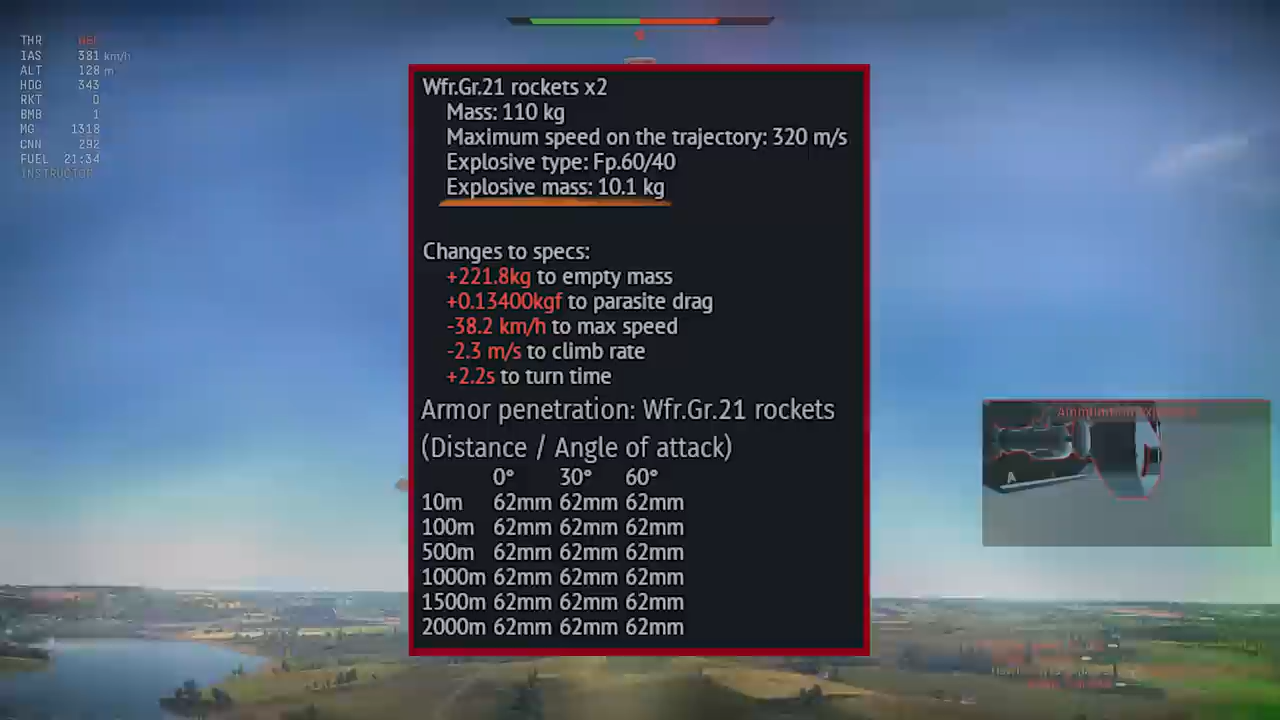 THR
IAS 381 km/h
ALT 128 m
HDG 343
RKT 0
BMB 1
MG 1318
CNN 292
FUEL 21:34
INSTRUCTOR
Wfr.Gr.21 rockets x2
Mass: 110 kg
Maximum speed on the trajectory: 320 m/s
Explosive type: Fp.60/40
Explosive mass: 10.1 kg
Changes to specs:
+221.8kg to empty mass
+0.13400kgf to parasite drag
-38.2 km/h to max speed
-2.3 m/s to climb rate
+2.2s to turn time
Armor penetration: Wfr.Gr.21 rockets
(Distance / Angle of attack)
0° 30° 60°
10m 62mm 62mm 62mm
100m 62mm 62mm 62mm
500m 62mm 62mm 62mm
1000m 62mm 62mm 62mm
1500m 62mm 62mm 62mm
2000m 62mm 62mm 62mm
A